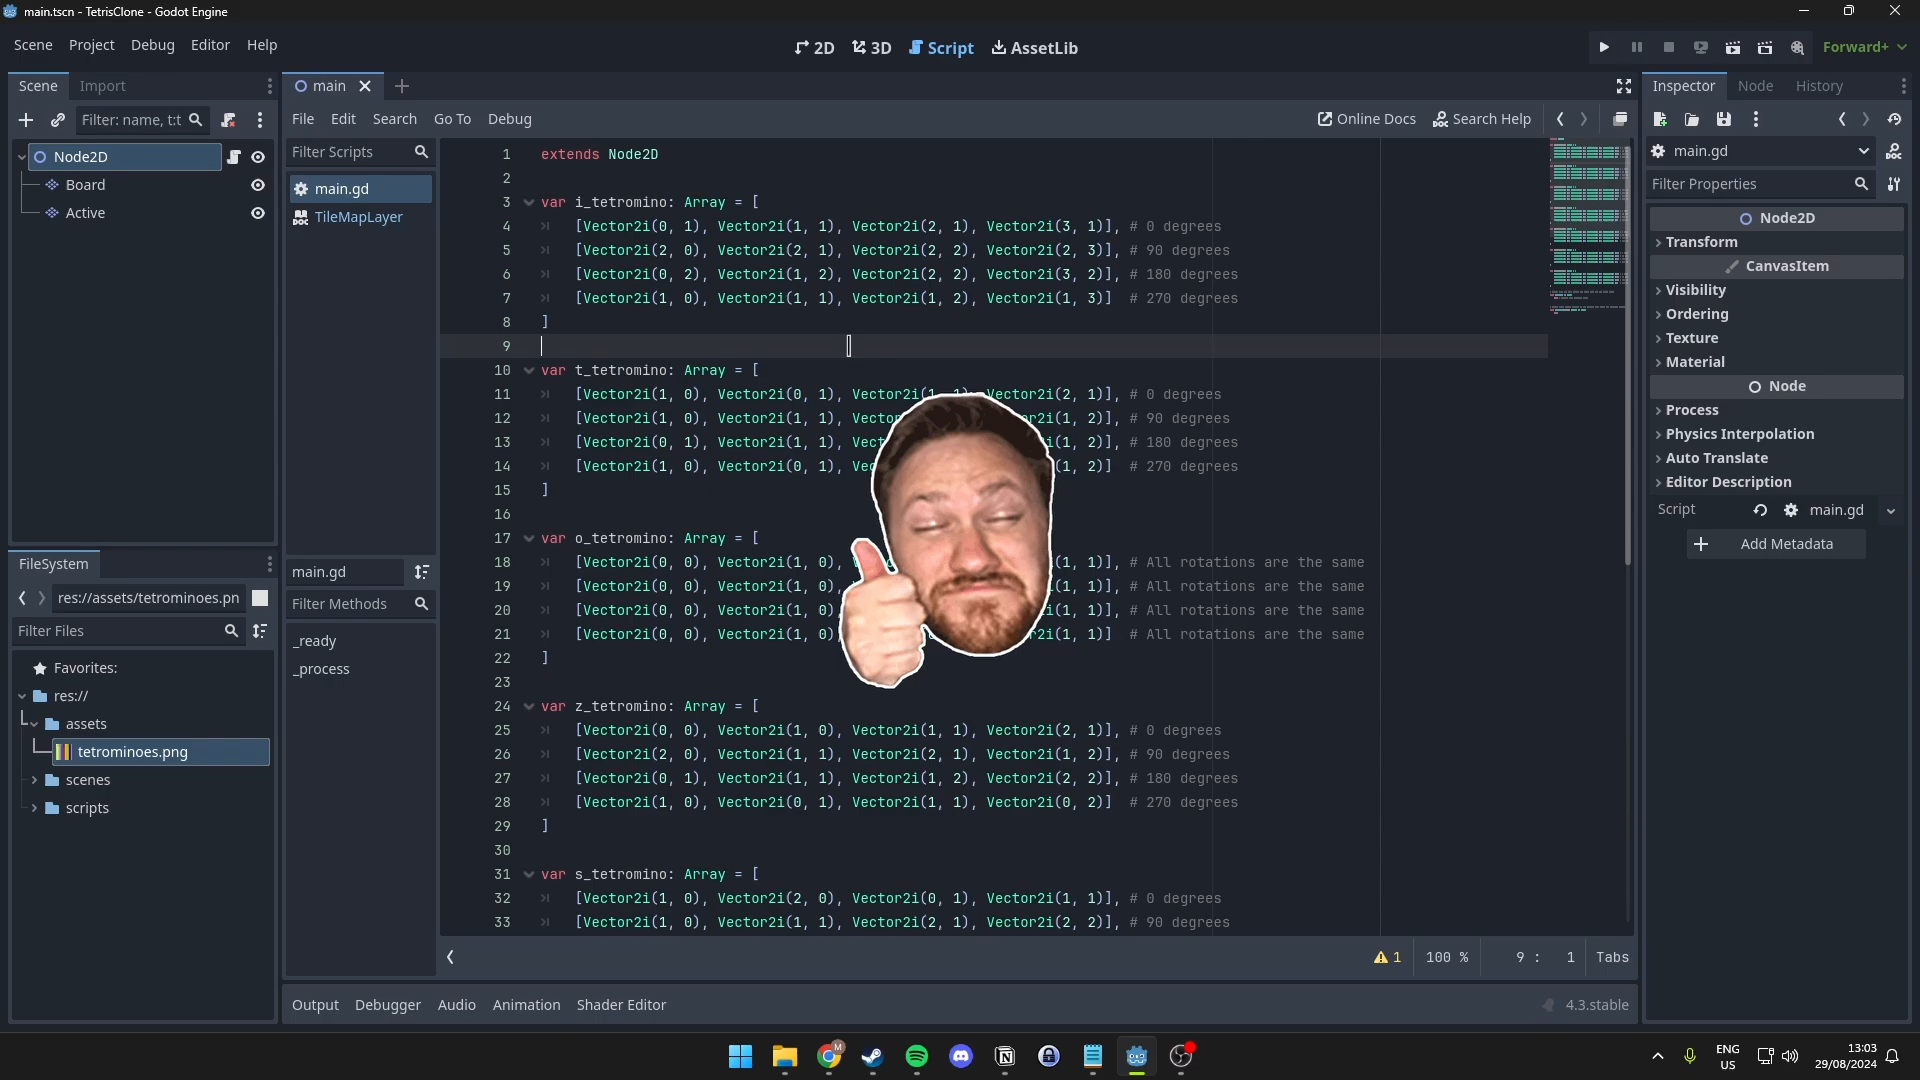 main.tscn - TetrisClone - Godot Engine
Scene Project Debug Editor Help
2D 3D Script AssetLib
Forward+
Scene Import
Filter: name, t:t
Node2D
Board
Active
main
File Edit Search Go To Debug
Online Docs Search Help
Filter Scripts
main.gd
TileMapLayer
main.gd
Filter Methods
_ready
_process
1 extends Node2D
2
3 var i_tetromino: Array = [
4 [Vector2i(0, 1), Vector2i(1, 1), Vector2i(2, 1), Vector2i(3, 1)], # 0 degrees
5 [Vector2i(2, 0), Vector2i(2, 1), Vector2i(2, 2), Vector2i(2, 3)], # 90 degrees
6 [Vector2i(0, 2), Vector2i(1, 2), Vector2i(2, 2), Vector2i(3, 2)], # 180 degrees
7 [Vector2i(1, 0), Vector2i(1, 1), Vector2i(1, 2), Vector2i(1, 3)] # 270 degrees
8 ]
9
10 var t_tetromino: Array = [
11 [Vector2i(1, 0), Vector2i(0, 1), Vector2i(1, 1), Vector2i(2, 1)], # 0 degrees
12 [Vector2i(1, 0), Vector2i(1, 1), (1, 2)], # 90 degrees
13 [Vector2i(0, 1), Vector2i(1, 1), i(1, 2)], # 180 degrees
14 [Vector2i(1, 0), Vector2i(0, 1), (1, 2)] # 270 degrees
15 ]
16
17 var o_tetromino: Array = [
18 [Vector2i(0, 0), Vector2i(1, 0), (1, 1)], # All rotations are the same
19 [Vector2i(0, 0), Vector2i(1, 0), (1, 1)], # All rotations are the same
20 [Vector2i(0, 0), Vector2i(1, 0), i(1, 1)], # All rotations are the same
21 [Vector2i(0, 0), Vector2i(1, 0), 2i(1, 1)] # All rotations are the same
22 ]
23
24 var z_tetromino: Array = [
25 [Vector2i(0, 0), Vector2i(1, 0), Vector2i(1, 1), Vector2i(2, 1)], # 0 degrees
26 [Vector2i(2, 0), Vector2i(1, 1), Vector2i(2, 1), Vector2i(1, 2)], # 90 degrees
27 [Vector2i(0, 1), Vector2i(1, 1), Vector2i(1, 2), Vector2i(2, 2)], # 180 degrees
28 [Vector2i(1, 0), Vector2i(0, 1), Vector2i(1, 1), Vector2i(0, 2)] # 270 degrees
29 ]
30
31 var s_tetromino: Array = [
32 [Vector2i(1, 0), Vector2i(2, 0), Vector2i(0, 1), Vector2i(1, 1)], # 0 degrees
33 [Vector2i(1, 0), Vector2i(1, 1), Vector2i(2, 1), Vector2i(2, 2)], # 90 degrees
1 100 % 9 : 1 Tabs
Output Debugger Audio Animation Shader Editor
4.3.stable
FileSystem
res://assets/tetrominoes.pn
Filter Files
Favorites:
res://
assets
tetrominoes.png
scenes
scripts
Inspector Node History
main.gd
Filter Properties
Node2D
Transform
CanvasItem
Visibility
Ordering
Texture
Material
Node
Process
Physics Interpolation
Auto Translate
Editor Description
Script main.gd
Add Metadata
ENG
US
13:03
29/08/2024